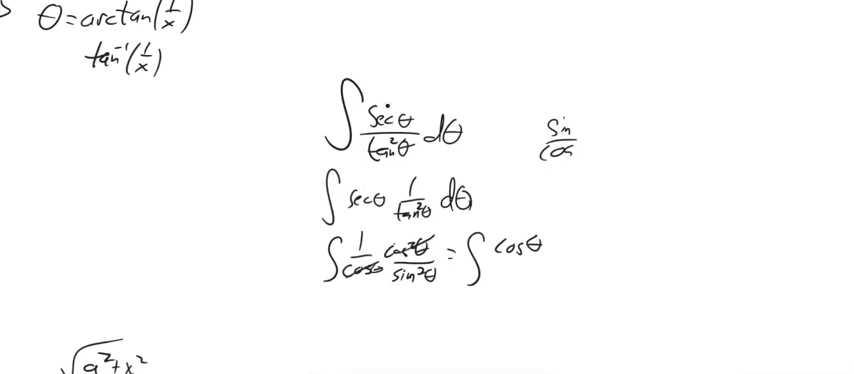 θ = arctan(1/x)
tan⁻¹(1/x)
∫ secθ/tan²θ dθ
sin/cos
∫ secθ 1/tan²θ dθ
∫ 1/cosθ cos²θ/sin²θ = ∫ cosθ
√(a²+x²)